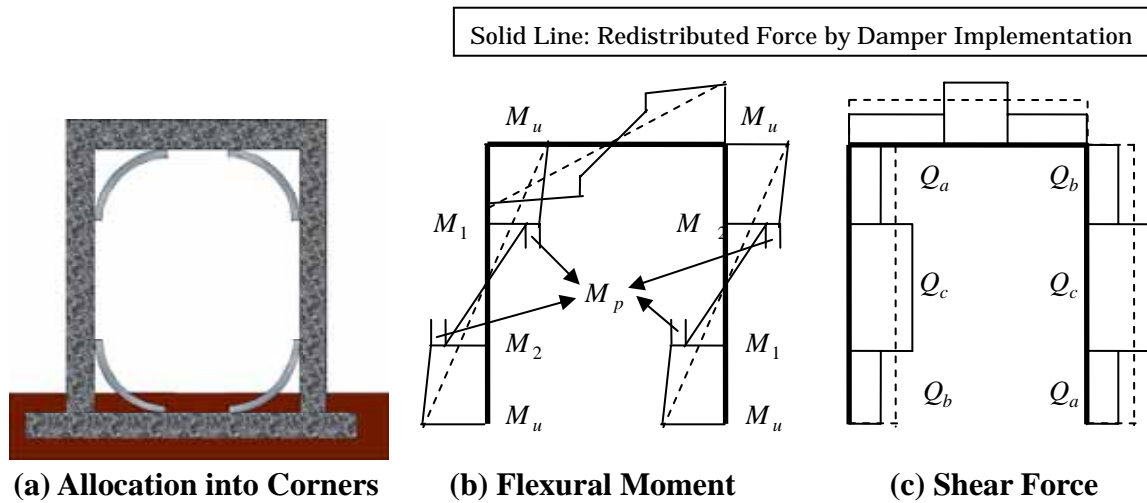 Solid Line: Redistributed Force by Damper Implementation
M_u M_u
Q_a Q_b
M_1 M_2
M_p Q_c Q_c
M_2 M_1
Q_b Q_a
M_u M_u
(a) Allocation into Corners (b) Flexural Moment (c) Shear Force